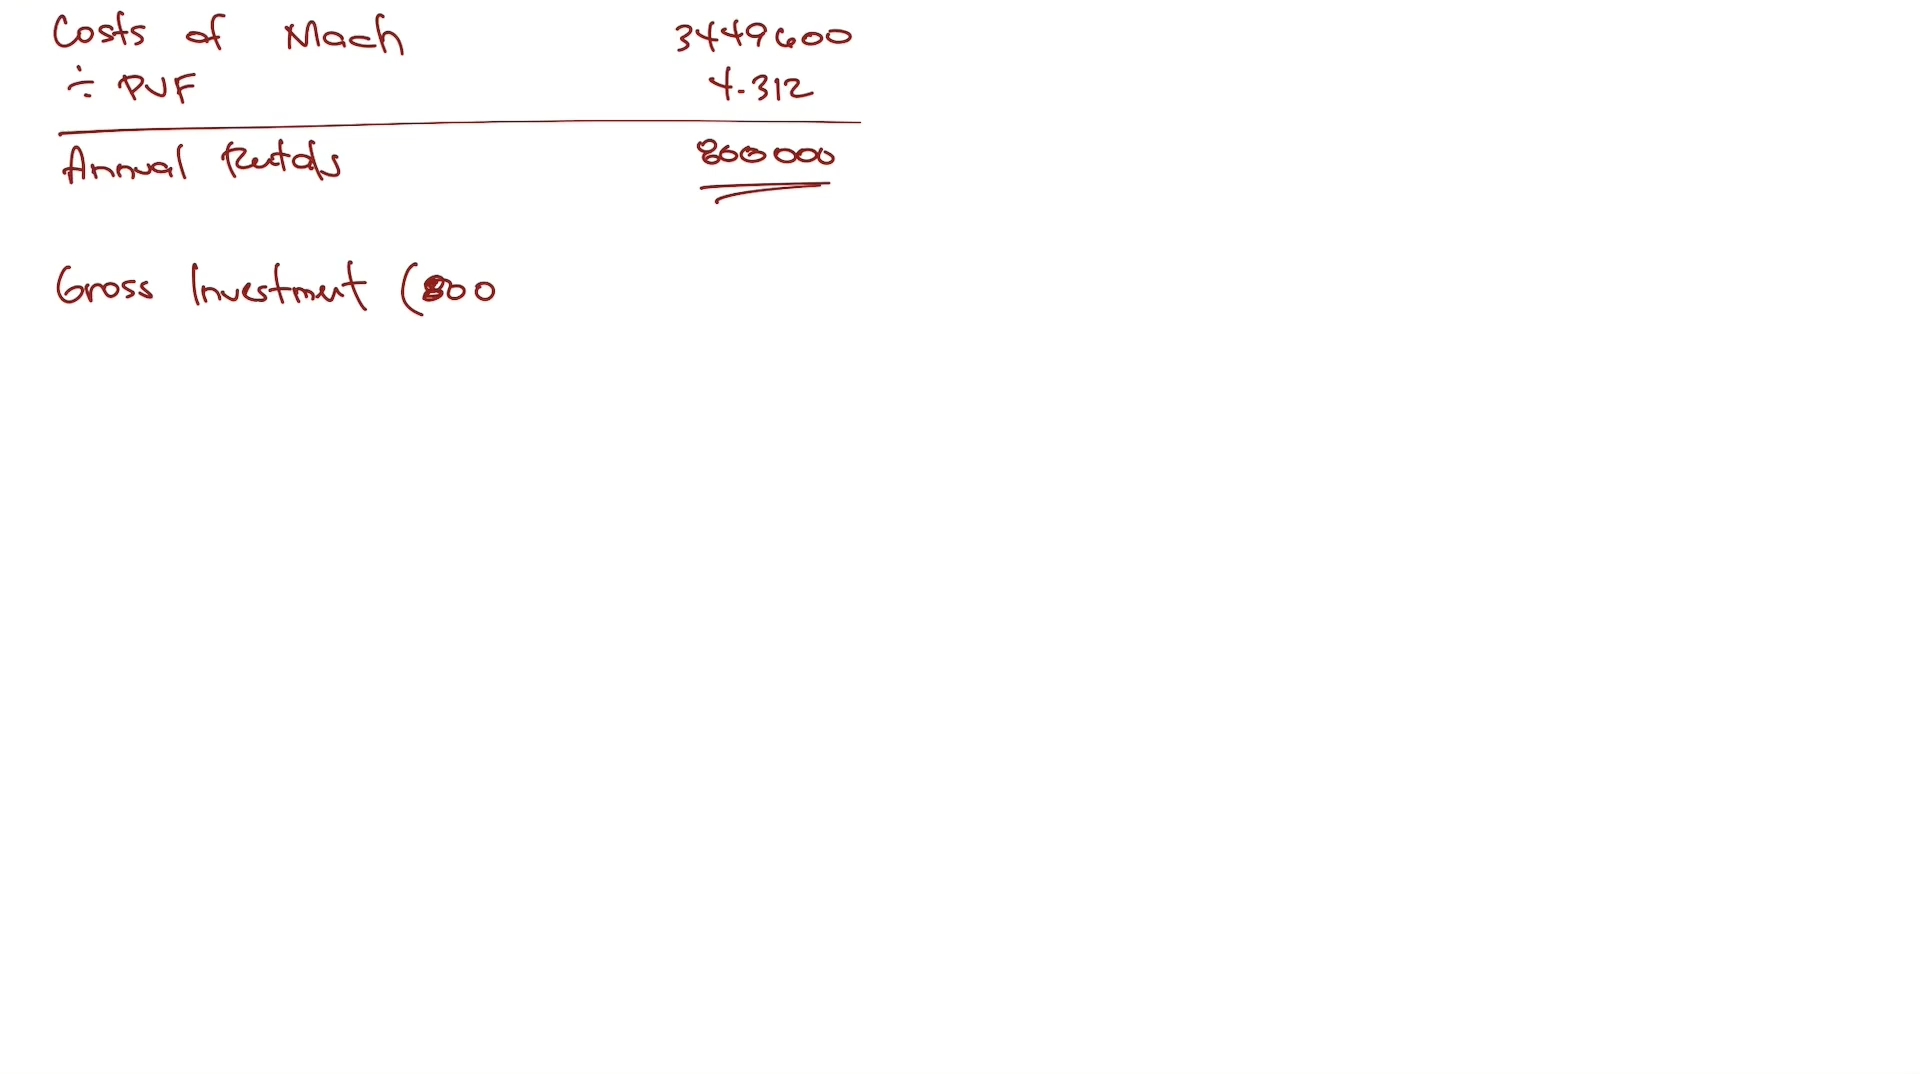 Costs of Mach 3449600
÷ PVF 4.312
Annual Rentals 800000
Gross Investment (800